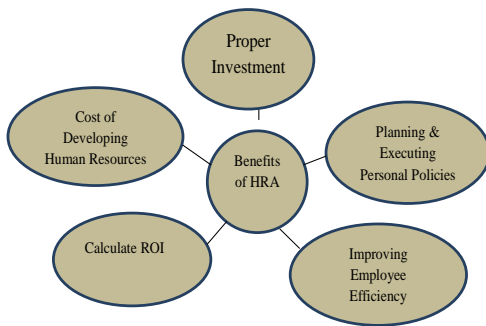 Proper
Investment
Cost of
Developing
Human Resources
Benefits
of HRA
Planning &
Executing
Personal Policies
Calculate ROI
Improving
Employee
Efficiency